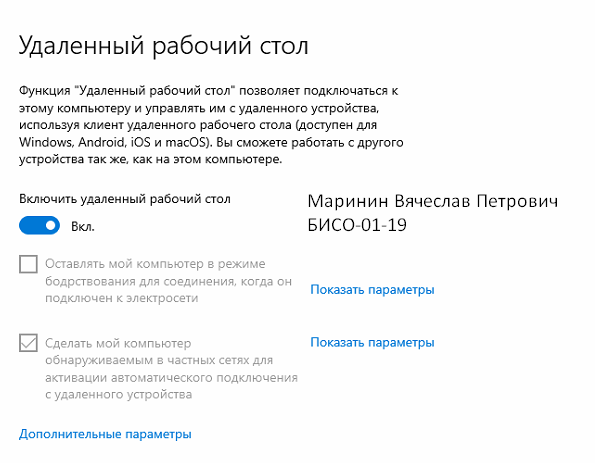 Удаленный рабочий стол
Функция "Удаленный рабочий стол" позволяет подключаться к
этому компьютеру и управлять им с удаленного устройства,
используя клиент удаленного рабочего стола (доступен для
Windows, Android, iOS и macOS). Вы сможете работать с другого
устройства так же, как на этом компьютере.
Включить удаленный рабочий стол
Вкл.
Маринин Вячеслав Петрович
БИСО-01-19
Оставлять мой компьютер в режиме
бодрствования для соединения, когда он
подключен к электросети
Показать параметры
Сделать мой компьютер
обнаруживаемым в частных сетях для
активации автоматического подключения
с удаленного устройства
Показать параметры
Дополнительные параметры